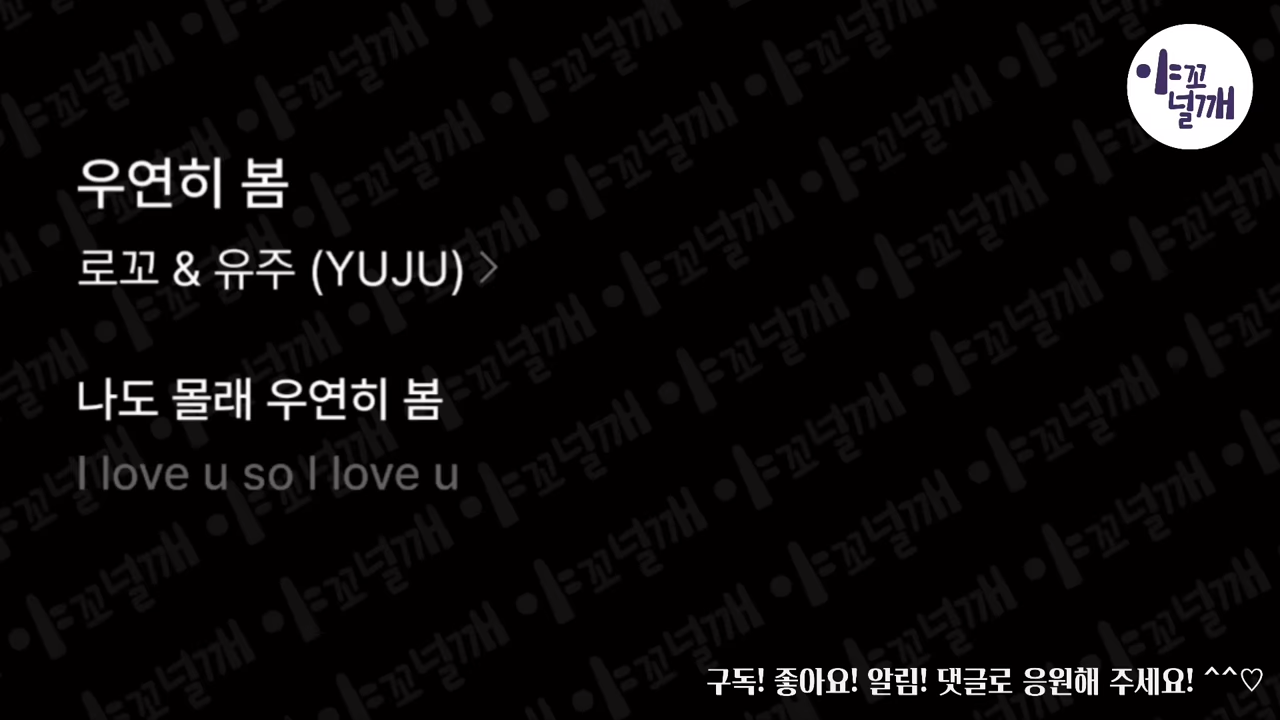 야꼬
널깨
우연히 봄
로꼬 & 유주 (YUJU) >
나도 몰래 우연히 봄
I love u so I love u
구독! 좋아요! 알림! 댓글로 응원해 주세요! ^^♡